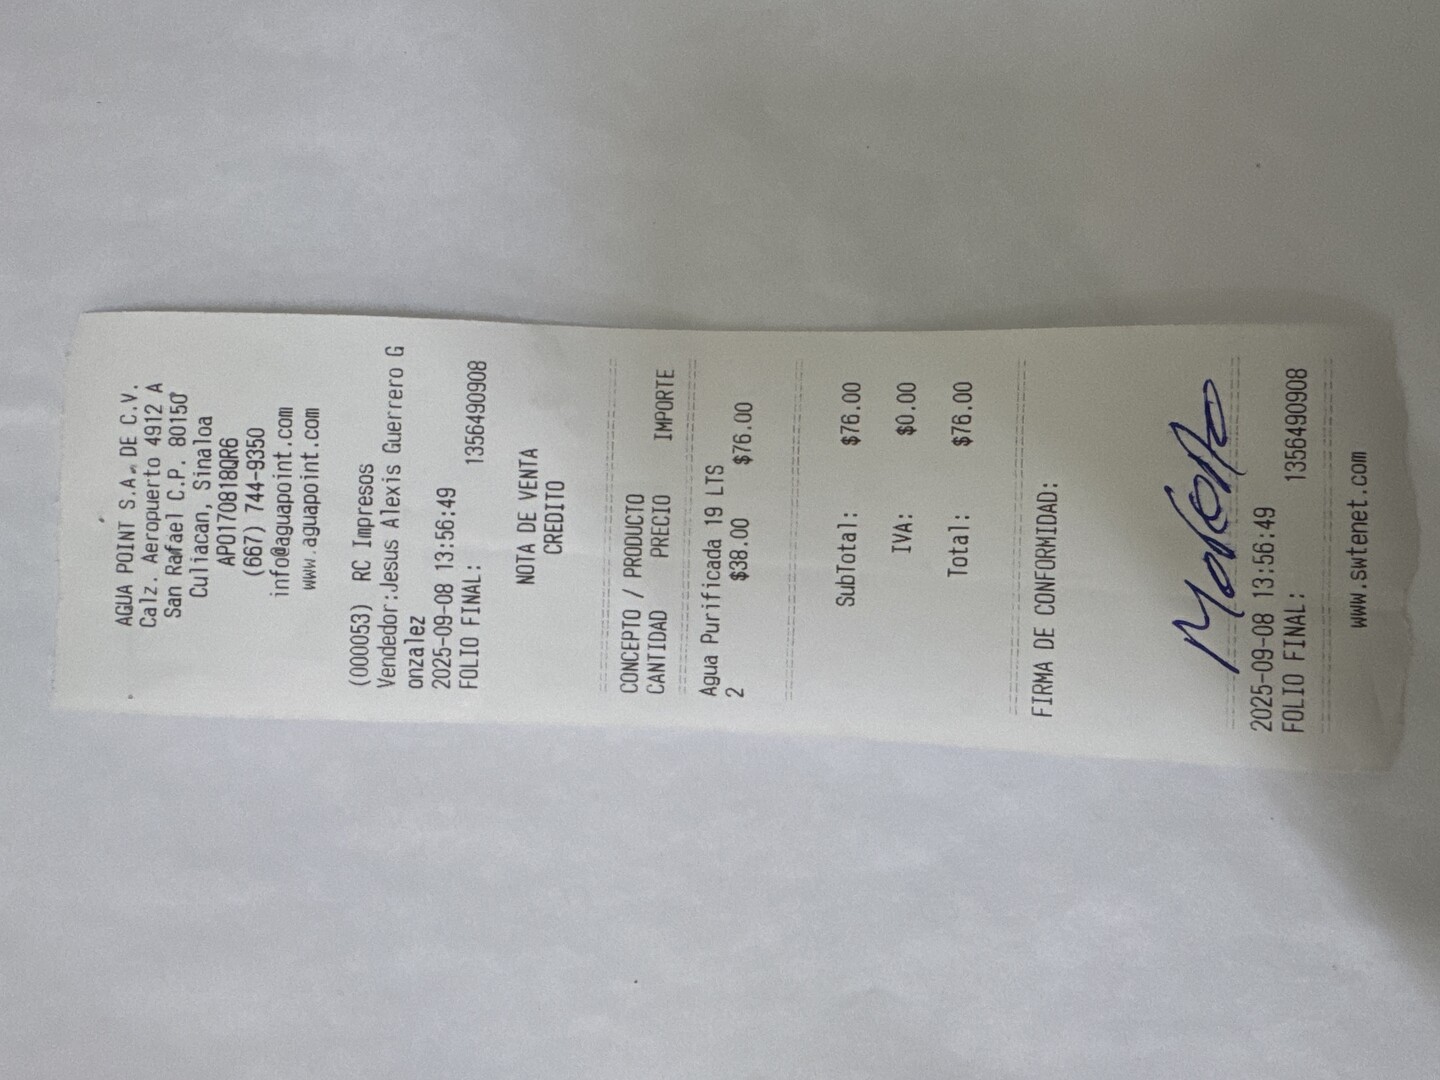 AGUA POINT S.A. DE C.V.
Calz. Aeropuerto 4912 A
San Rafael C.P. 80150
Culiacan, Sinaloa
APO170818QR6
(667) 744-9350
info@aguapoint.com
www.aguapoint.com
(000053) RC Impresos
Vendedor:Jesus Alexis Guerrero G
onzalez
2025-09-08 13:56:49
FOLIO FINAL: 1356490908
NOTA DE VENTA
CREDITO
CONCEPTO / PRODUCTO
CANTIDAD PRECIO IMPORTE
Agua Purificada 19 LTS
2 $38.00 $76.00
SubTotal: $76.00
IVA: $0.00
Total: $76.00
FIRMA DE CONFORMIDAD:
2025-09-08 13:56:49
FOLIO FINAL: 1356490908
www.swtenet.com